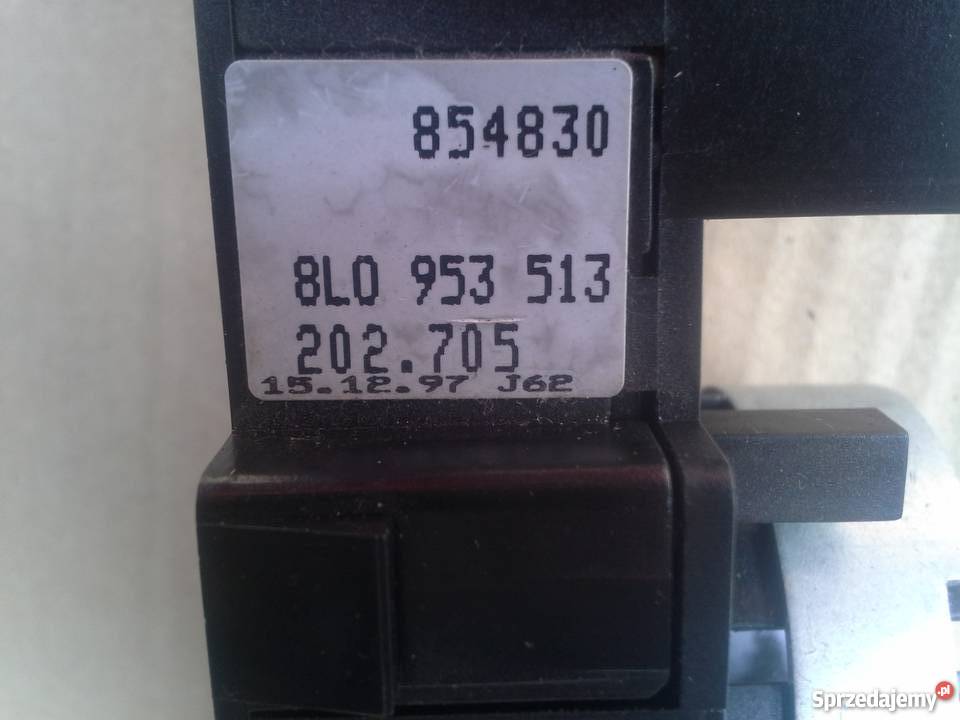 854830
8L0 953 513
202.705
15.12.97 J62
Sprzedajemy.pl